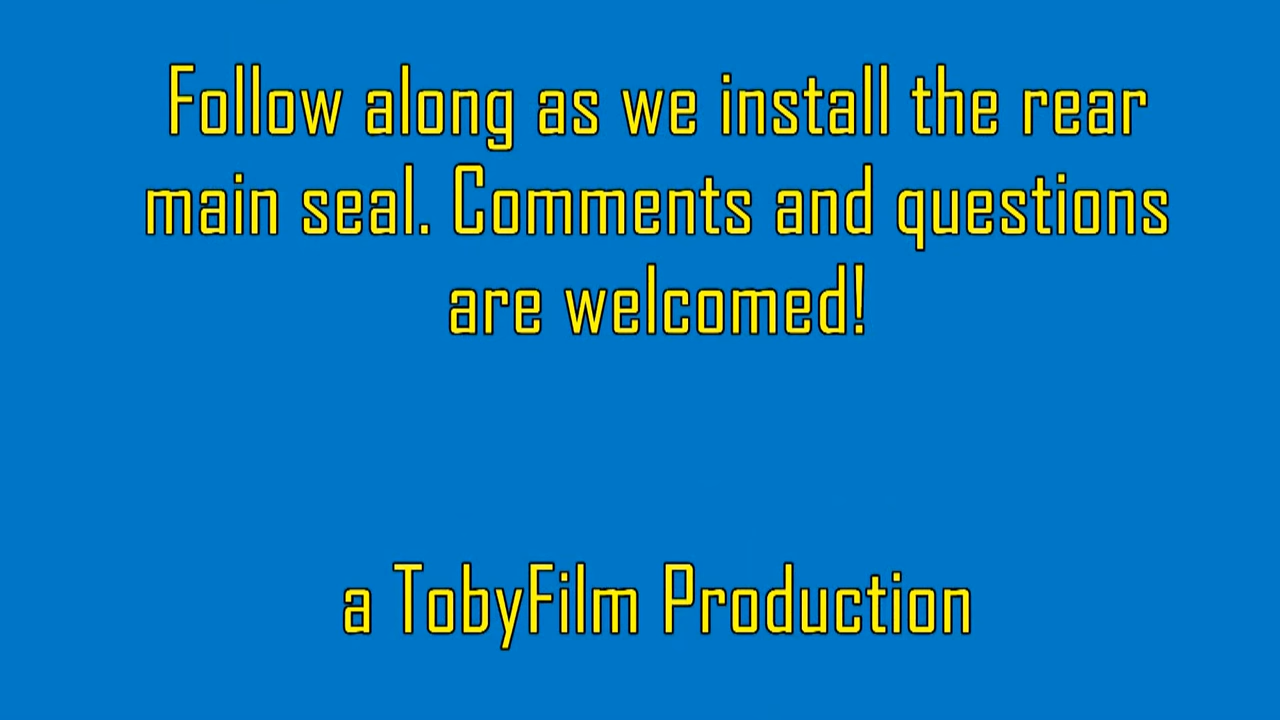 Follow along as we install the rear
main seal. Comments and questions
are welcomed!
a TobyFilm Production